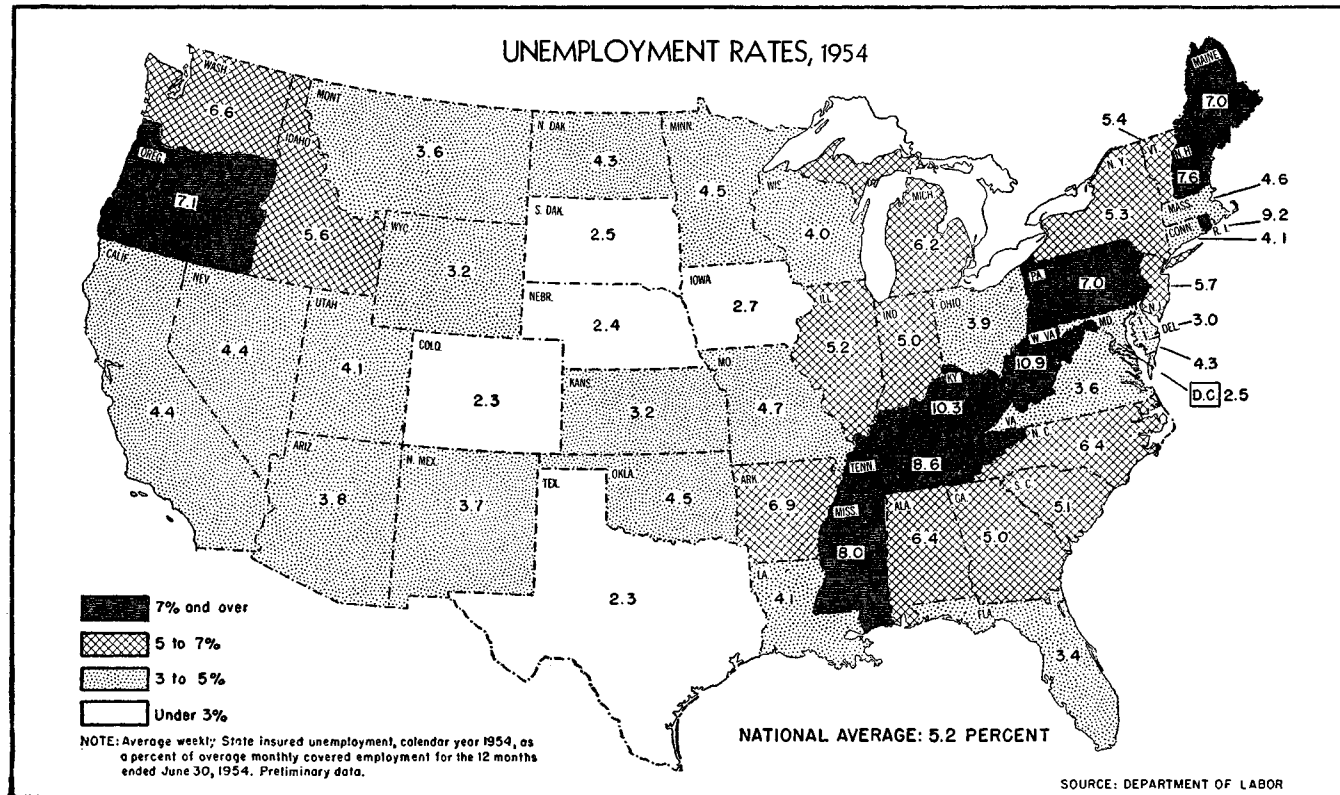 UNEMPLOYMENT RATES, 1954
WASH.
6.6
OREG.
7.1
IDAHO
5.6
MONT
3.6
WYO.
3.2
N. DAK.
4.3
S. DAK.
2.5
NEBR.
2.4
MINN.
4.5
WIS.
4.0
IOWA
2.7
MICH.
6.2
CALIF.
4.4
NEV.
4.4
UTAH
4.1
COLO.
2.3
KANS.
3.2
MO.
4.7
ILL.
5.2
IND
5.0
OHIO
3.9
KY.
10.3
W. VA
10.9
VA
3.6
PA
7.0
N. Y.
5.3
VT.
5.4
N. H
7.6
MAINE
7.0
MASS.
4.6
R. I.
9.2
CONN.
4.1
N. J.
5.7
DEL.
3.0
MD.
4.3
D.C. 2.5
ARIZ.
3.8
N. MEX.
3.7
TEX.
2.3
OKLA.
4.5
ARK.
6.9
LA
4.1
TENN.
8.6
MISS.
8.0
ALA.
6.4
GA.
5.0
N. C.
6.4
S. C.
5.1
FLA.
3.4
7% and over
5 to 7%
3 to 5%
Under 3%
NOTE: Average weekly State insured unemployment, calendar year 1954, as
a percent of average monthly covered employment for the 12 months
ended June 30, 1954. Preliminary data.
NATIONAL AVERAGE: 5.2 PERCENT
SOURCE: DEPARTMENT OF LABOR